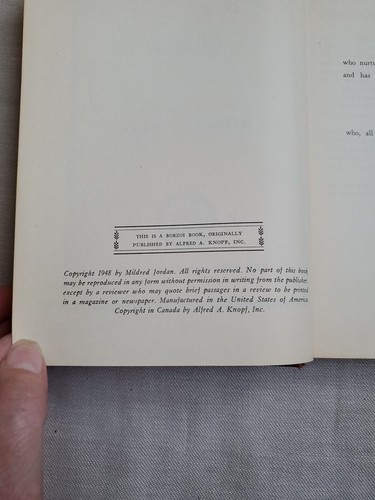 who nurtu
and has
who, all
THIS IS A BORZOI BOOK, ORIGINALLY
PUBLISHED BY ALFRED A. KNOPF, INC.
Copyright 1948 by Mildred Jordan. All rights reserved. No part of this book
may be reproduced in any form without permission in writing from the publisher,
except by a reviewer who may quote brief passages in a review to be printed
in a magazine or newspaper. Manufactured in the United States of America.
Copyright in Canada by Alfred A. Knopf, Inc.